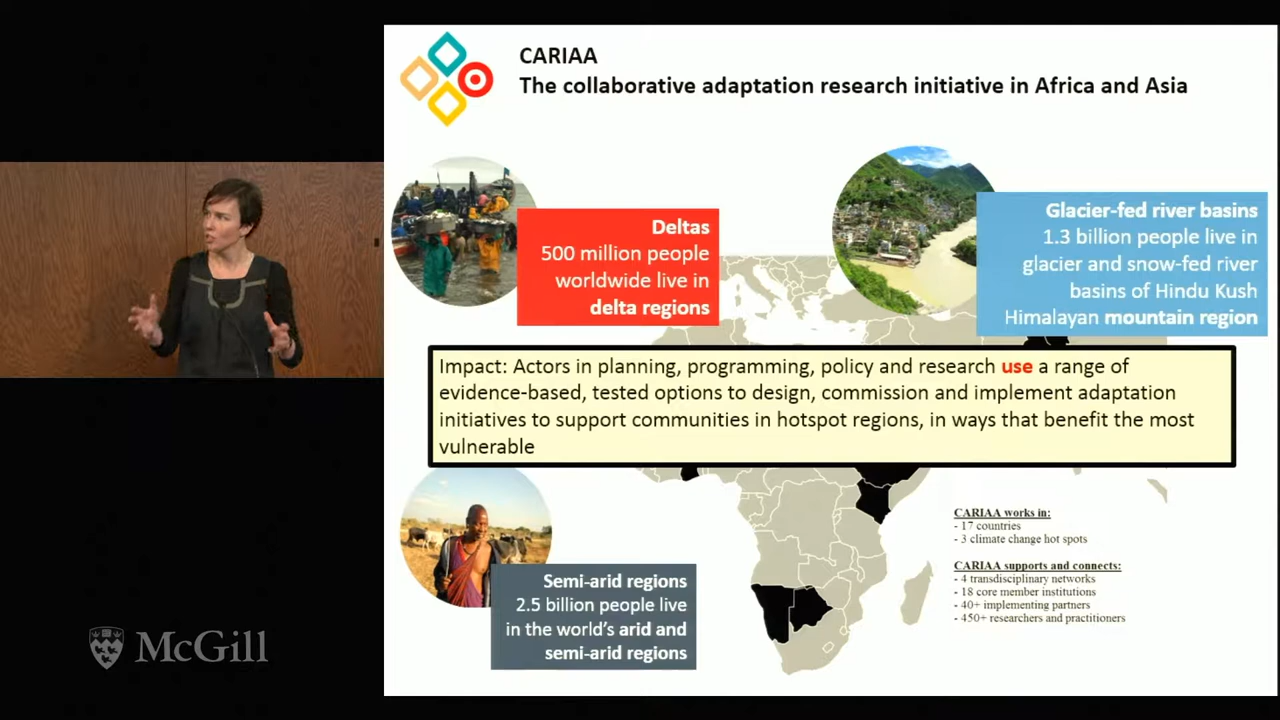 CARIAA
The collaborative adaptation research initiative in Africa and Asia
Deltas
500 million people
worldwide live in
delta regions
Glacier-fed river basins
1.3 billion people live in
glacier and snow-fed river
basins of Hindu Kush
Himalayan mountain region
Impact: Actors in planning, programming, policy and research use a range of
evidence-based, tested options to design, commission and implement adaptation
initiatives to support communities in hotspot regions, in ways that benefit the most
vulnerable
Semi-arid regions
2.5 billion people live
in the world's arid and
semi-arid regions
CARIAA works in:
- 17 countries
- 3 climate change hot spots
CARIAA supports and connects:
- 4 transdisciplinary networks
- 18 core member institutions
- 40+ implementing partners
- 450+ researchers and practitioners
McGill